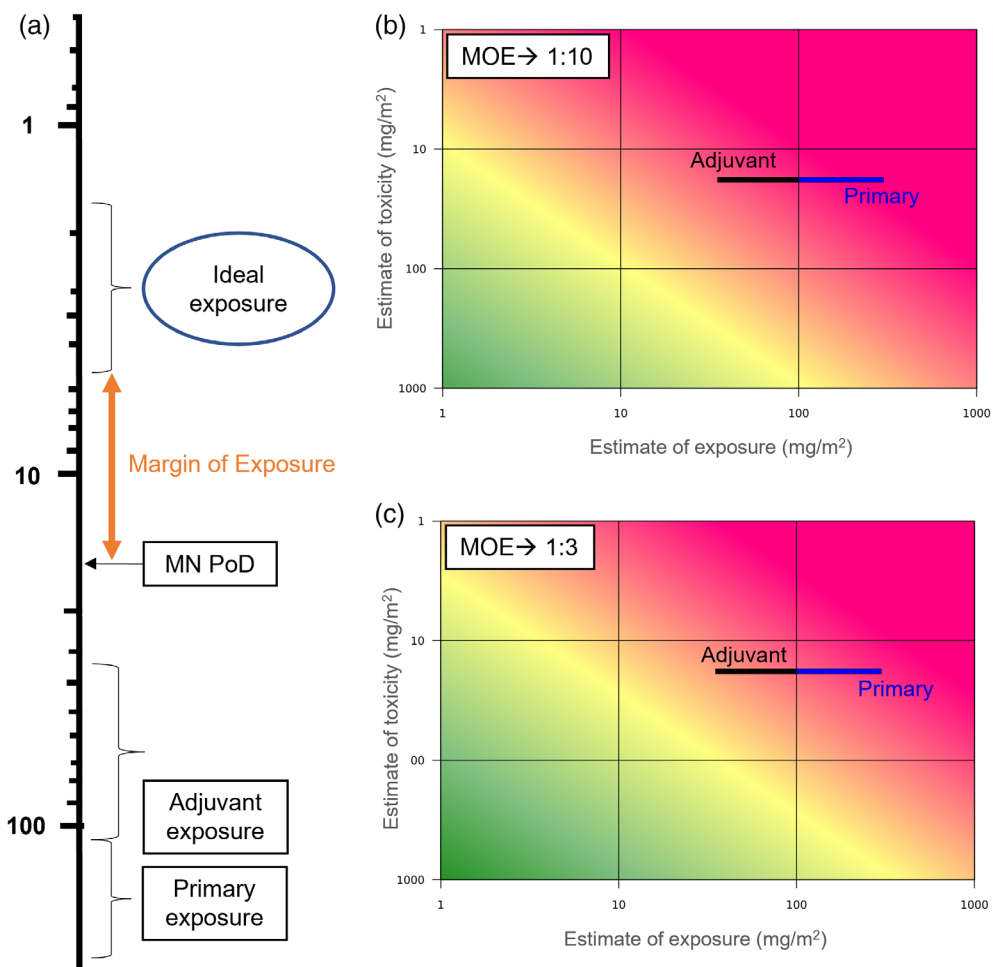 (a)
1
Ideal
exposure
Margin of Exposure
10
MN PoD
Adjuvant
exposure
100
Primary
exposure
(b)
MOE→ 1:10
1
10
100
1000
Estimate of toxicity (mg/m²)
Adjuvant
Primary
1
10
100
1000
Estimate of exposure (mg/m²)
(c)
MOE→ 1:3
1
10
00
1000
Estimate of toxicity (mg/m²)
Adjuvant
Primary
1
10
100
1000
Estimate of exposure (mg/m²)